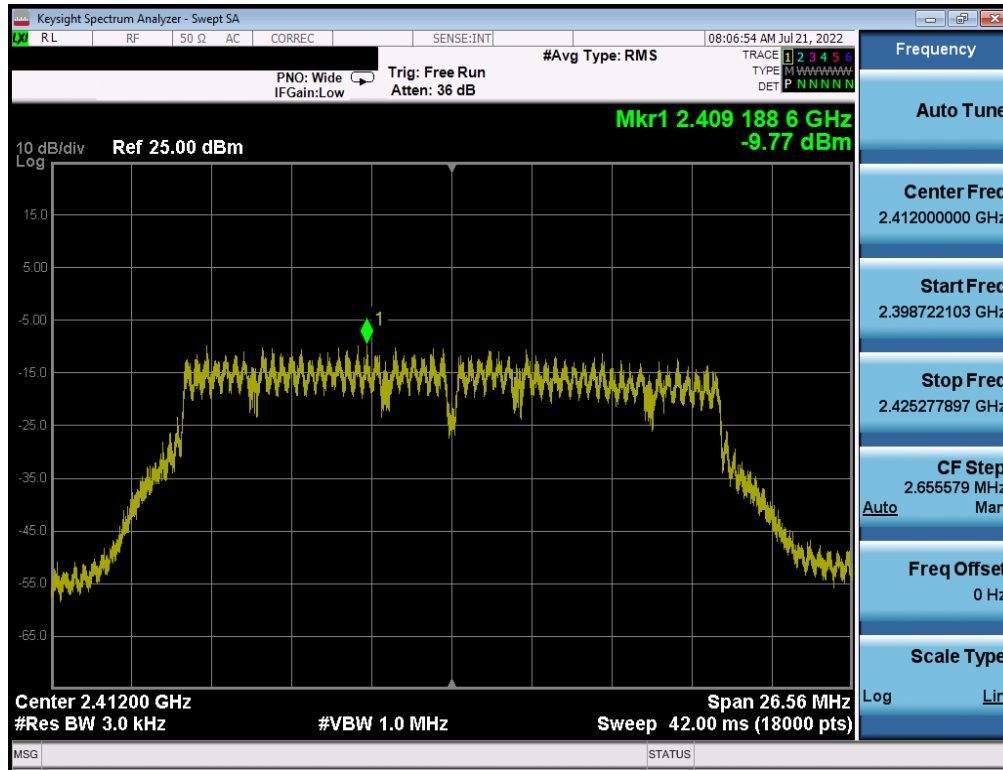 Keysight Spectrum Analyzer - Swept SA
LXI RL RF 50 Ω AC CORREC SENSE:INT 08:06:54 AM Jul 21, 2022
#Avg Type: RMS
TRACE 1 2 3 4 5 6
TYPE M WWWWW
DET P N N N N N
PNO: Wide
IFGain:Low
Trig: Free Run
Atten: 36 dB
Mkr1 2.409 188 6 GHz
-9.77 dBm
10 dB/div Ref 25.00 dBm
Log
15.0
5.00
1
-5.00
-15.0
-25.0
-35.0
-45.0
-55.0
-65.0
Center 2.41200 GHz Span 26.56 MHz
#Res BW 3.0 kHz #VBW 1.0 MHz Sweep 42.00 ms (18000 pts)
MSG STATUS
Frequency
Auto Tune
Center Freq
2.412000000 GHz
Start Freq
2.398722103 GHz
Stop Freq
2.425277897 GHz
CF Step
2.655579 MHz
Auto Man
Freq Offset
0 Hz
Scale Type
Log Lin